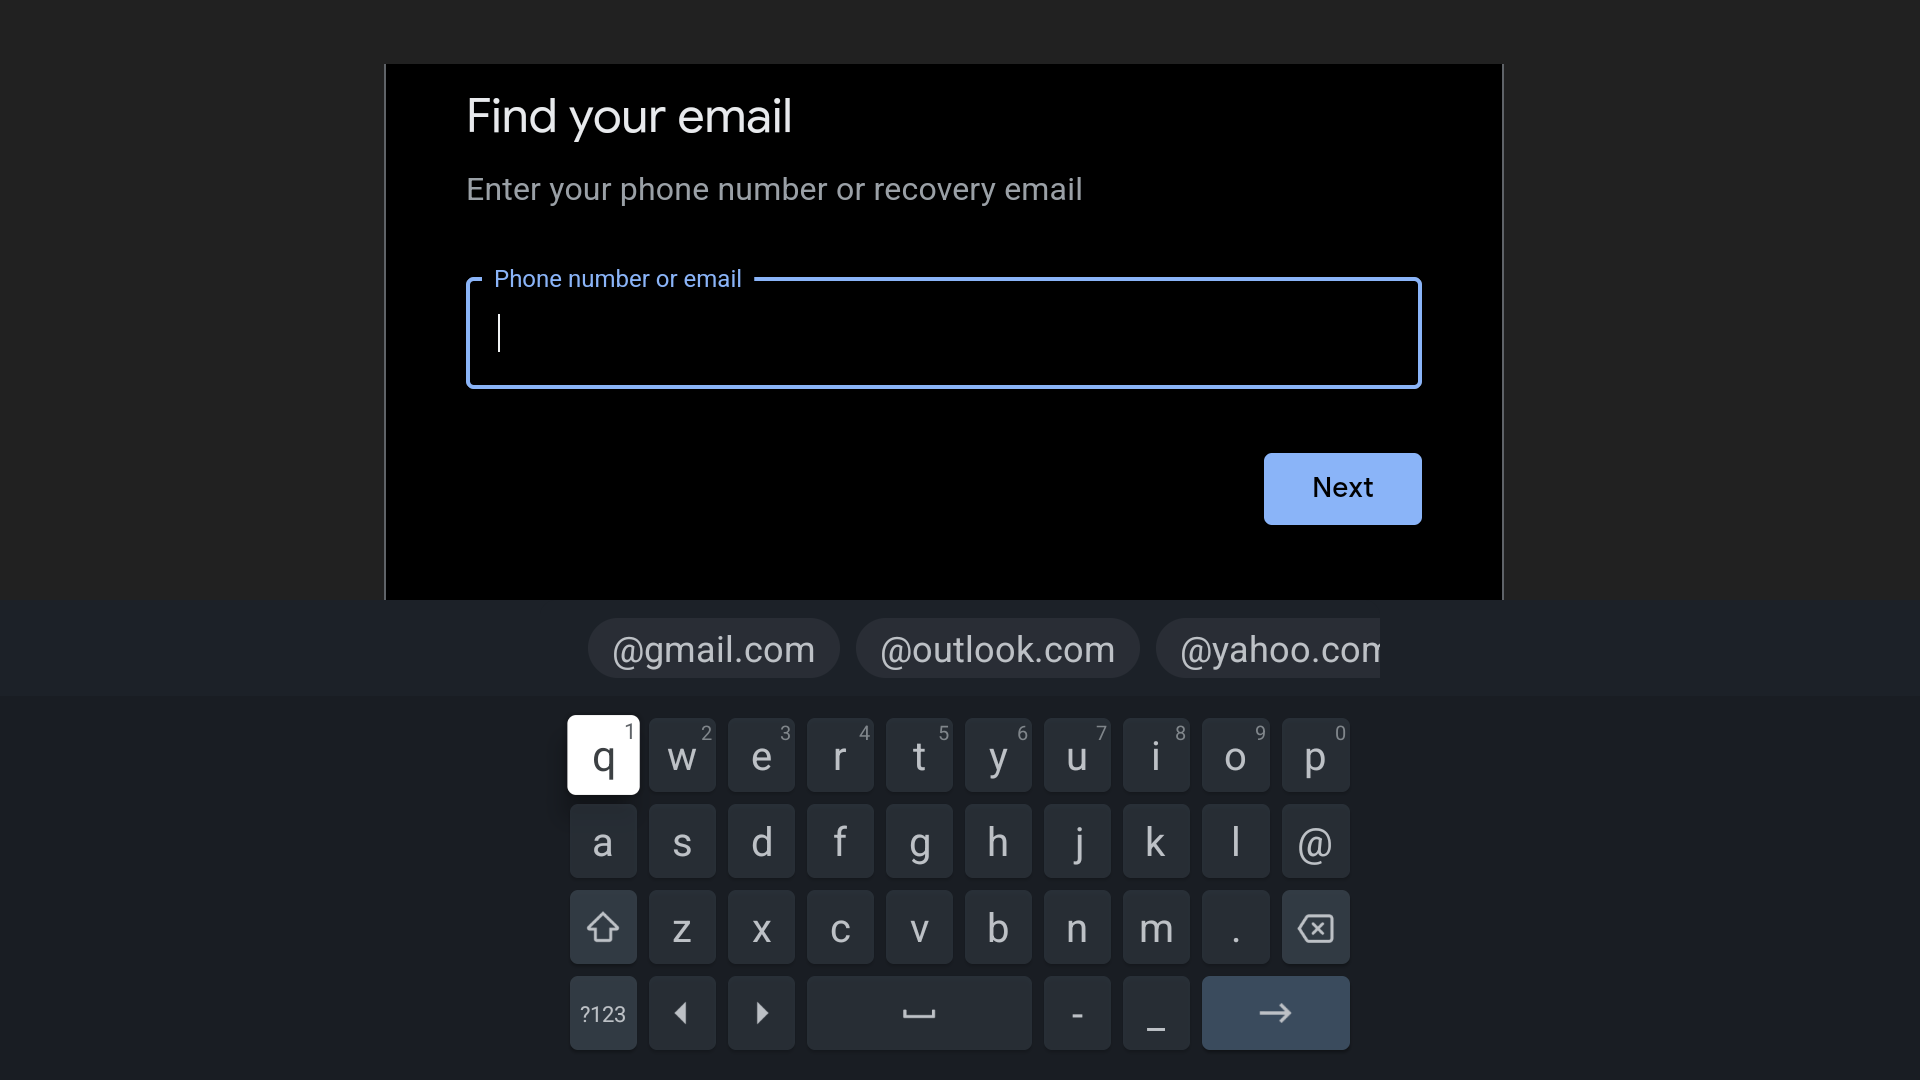 Find your email
Enter your phone number or recovery email
Phone number or email
Next
@gmail.com @outlook.com @yahoo.com
q 1 w 2 e 3 r 4 t 5 y 6 u 7 i 8 o 9 p 0
a s d f g h j k l @
z x c v b n m .
?123 - _